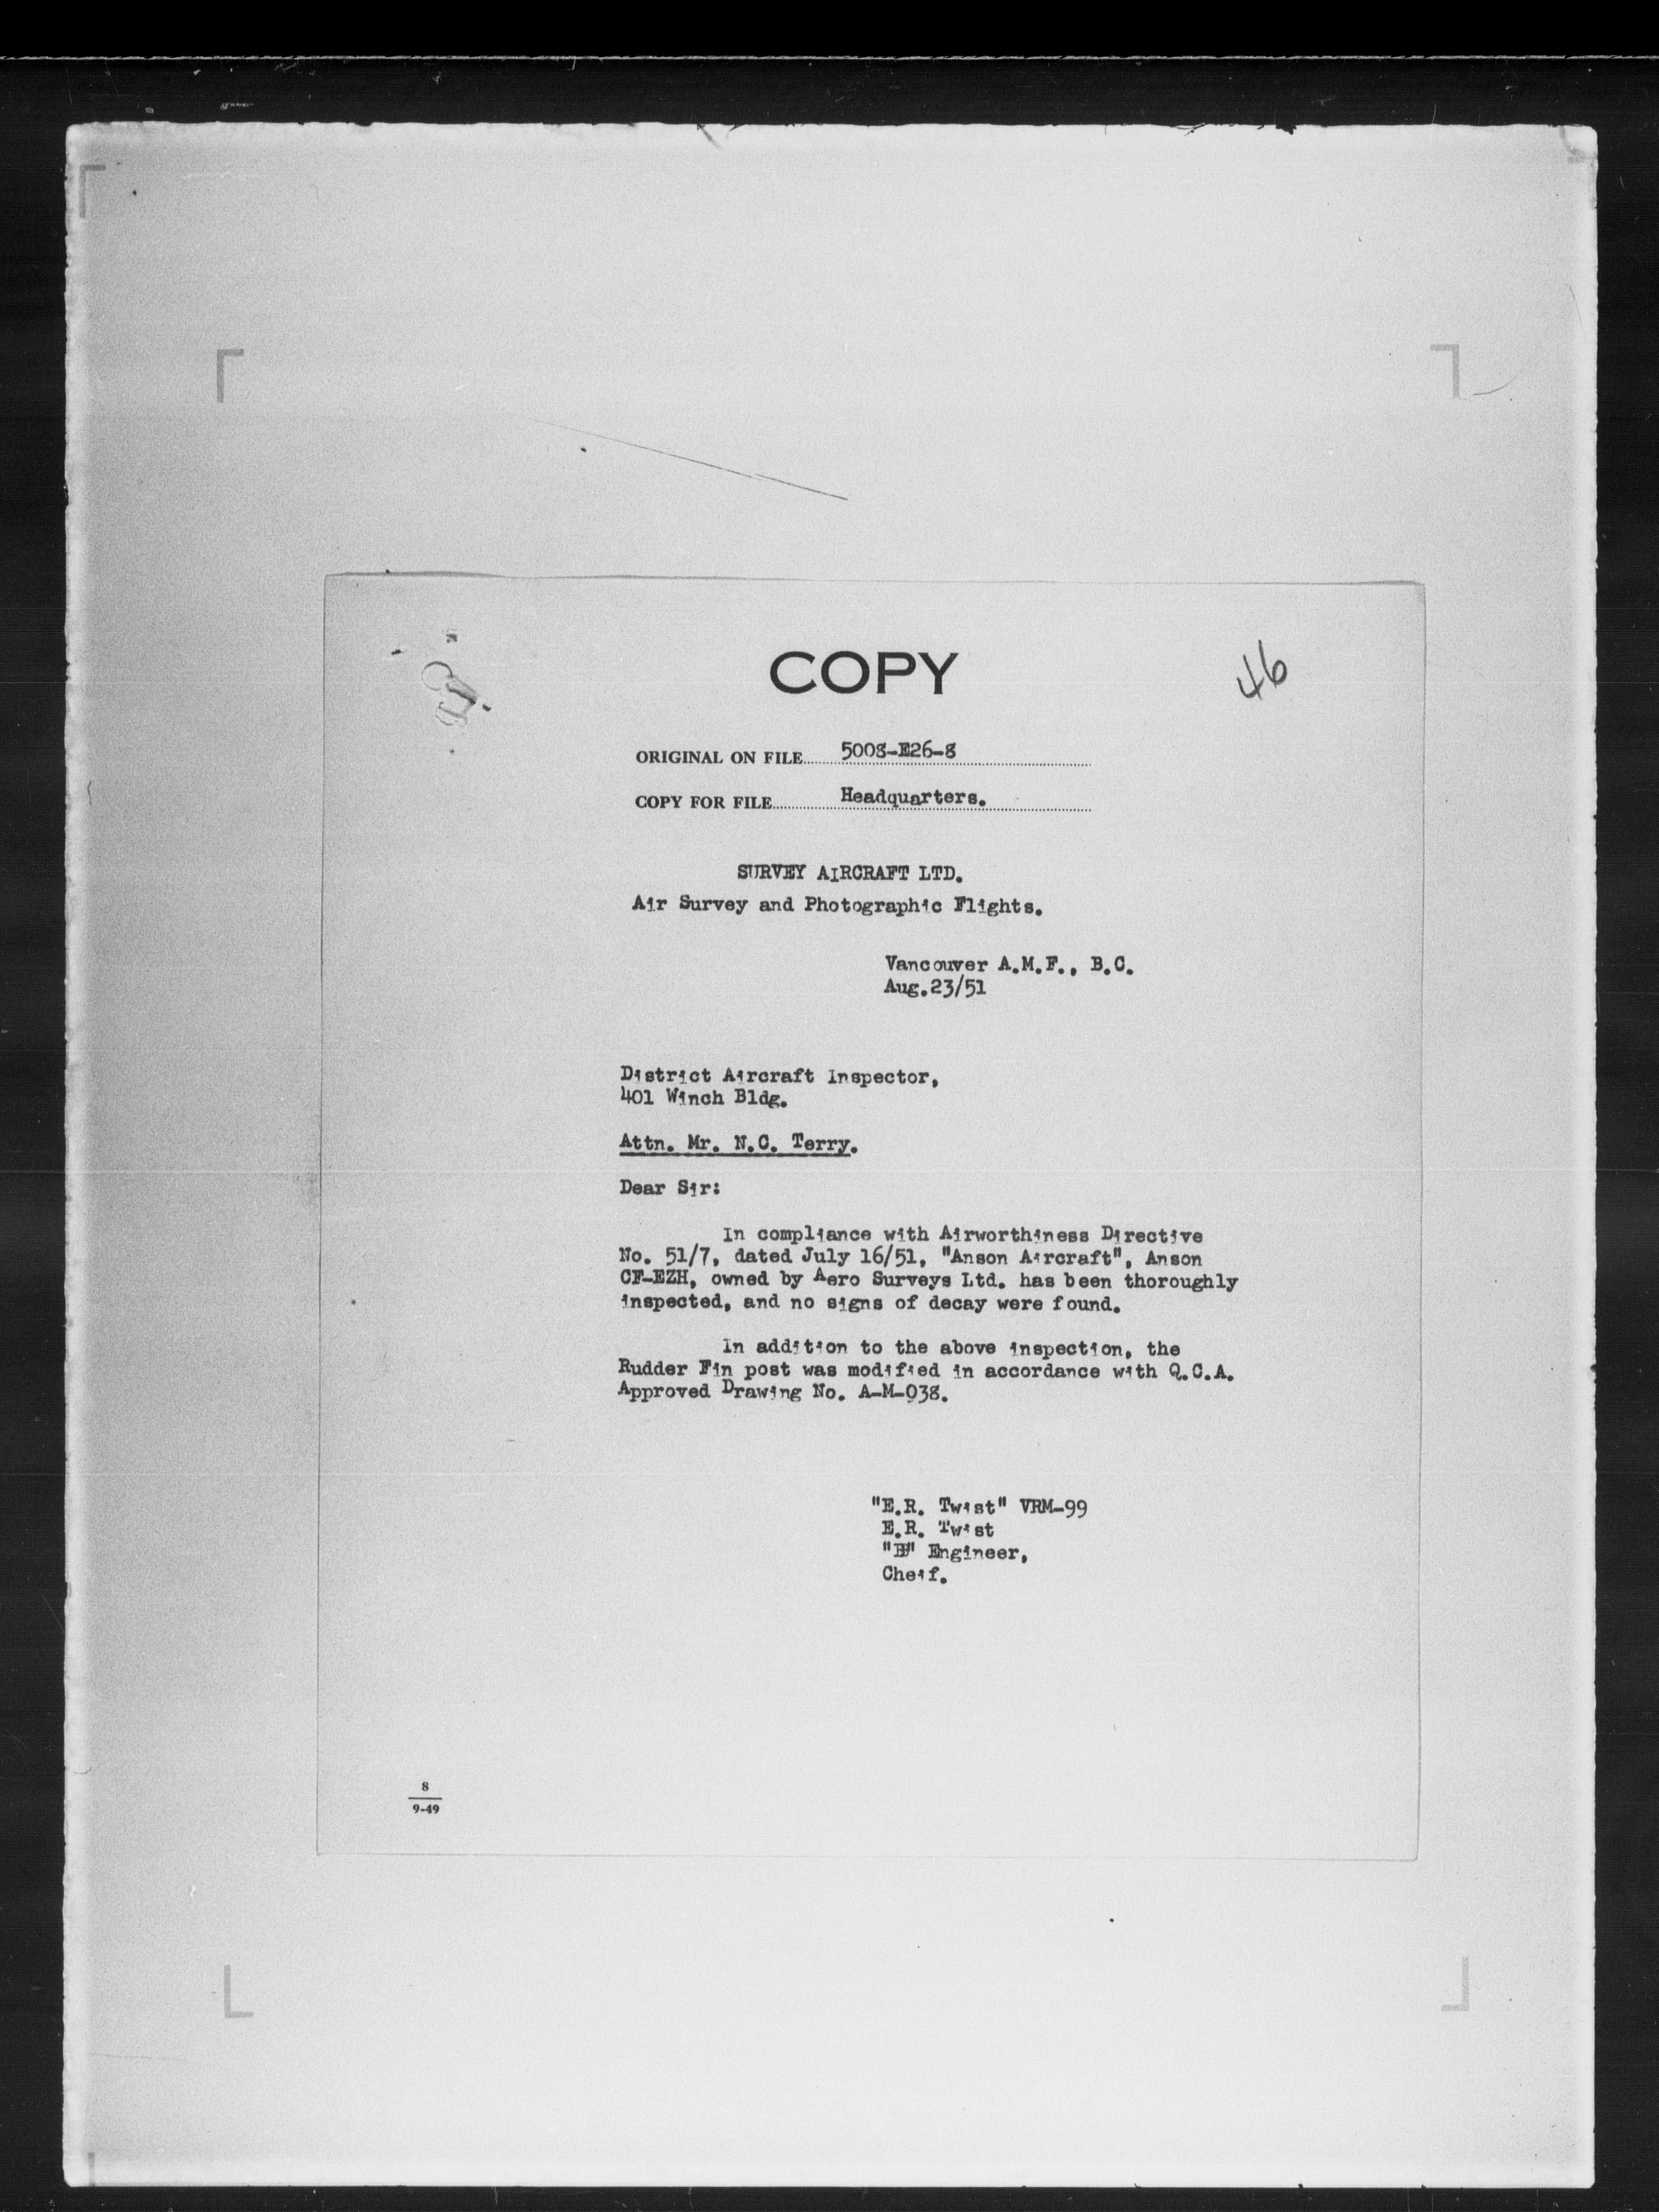 COPY
46
ORIGINAL ON FILE 5008-E26-8
COPY FOR FILE Headquarters.
SURVEY AIRCRAFT LTD.
Air Survey and Photographic Flights.
Vancouver A.M.F., B.C.
Aug.23/51
District Aircraft Inspector,
401 Winch Bldg.
Attn. Mr. N.C. Terry.
Dear Sir:
In compliance with Airworthiness Directive
No. 51/7, dated July 16/51, "Anson Aircraft", Anson
CF-EZH, owned by Aero Surveys Ltd. has been thoroughly
inspected, and no signs of decay were found.
In addition to the above inspection, the
Rudder Fin post was modified in accordance with Q.C.A.
Approved Drawing No. A-M-038.
"E.R. Twist" VRM-99
E.R. Twist
"B" Engineer,
Cheif.
8
9-49